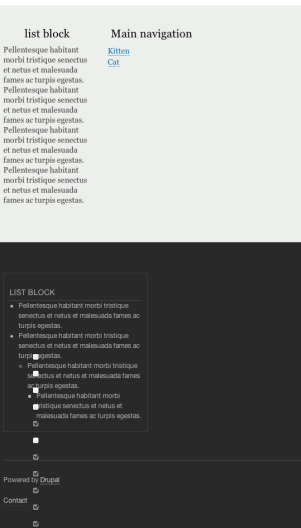 list block
Pellentesque habitant
morbi tristique senectus
et netus et malesuada
fames ac turpis egestas.
Pellentesque habitant
morbi tristique senectus
et netus et malesuada
fames ac turpis egestas.
Pellentesque habitant
morbi tristique senectus
et netus et malesuada
fames ac turpis egestas.
Pellentesque habitant
morbi tristique senectus
et netus et malesuada
fames ac turpis egestas.
Main navigation
Kitten
Cat
LIST BLOCK
Pellentesque habitant morbi tristique
senectus et netus et malesuada fames ac
turpis egestas.
Pellentesque habitant morbi tristique
senectus et netus et malesuada fames ac
turpis egestas.
Pellentesque habitant morbi tristique
senectus et netus et malesuada fames
ac turpis egestas.
Pellentesque habitant morbi
tristique senectus et netus et
malesuada fames ac turpis egestas.
Powered by Drupal
Contact